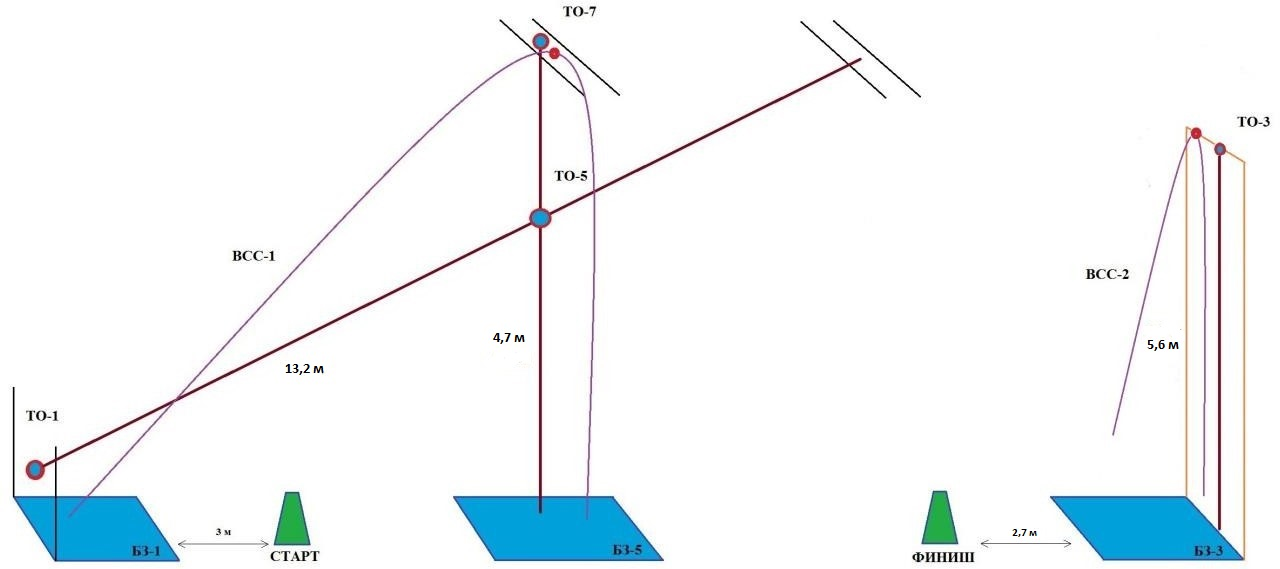 ТО-7
ТО-3
ТО-5
ВСС-1
ВСС-2
4,7 м
5,6 м
13,2 м
ТО-1
3 м
2,7 м
БЗ-1
СТАРТ
БЗ-5
ФИНИШ
БЗ-3